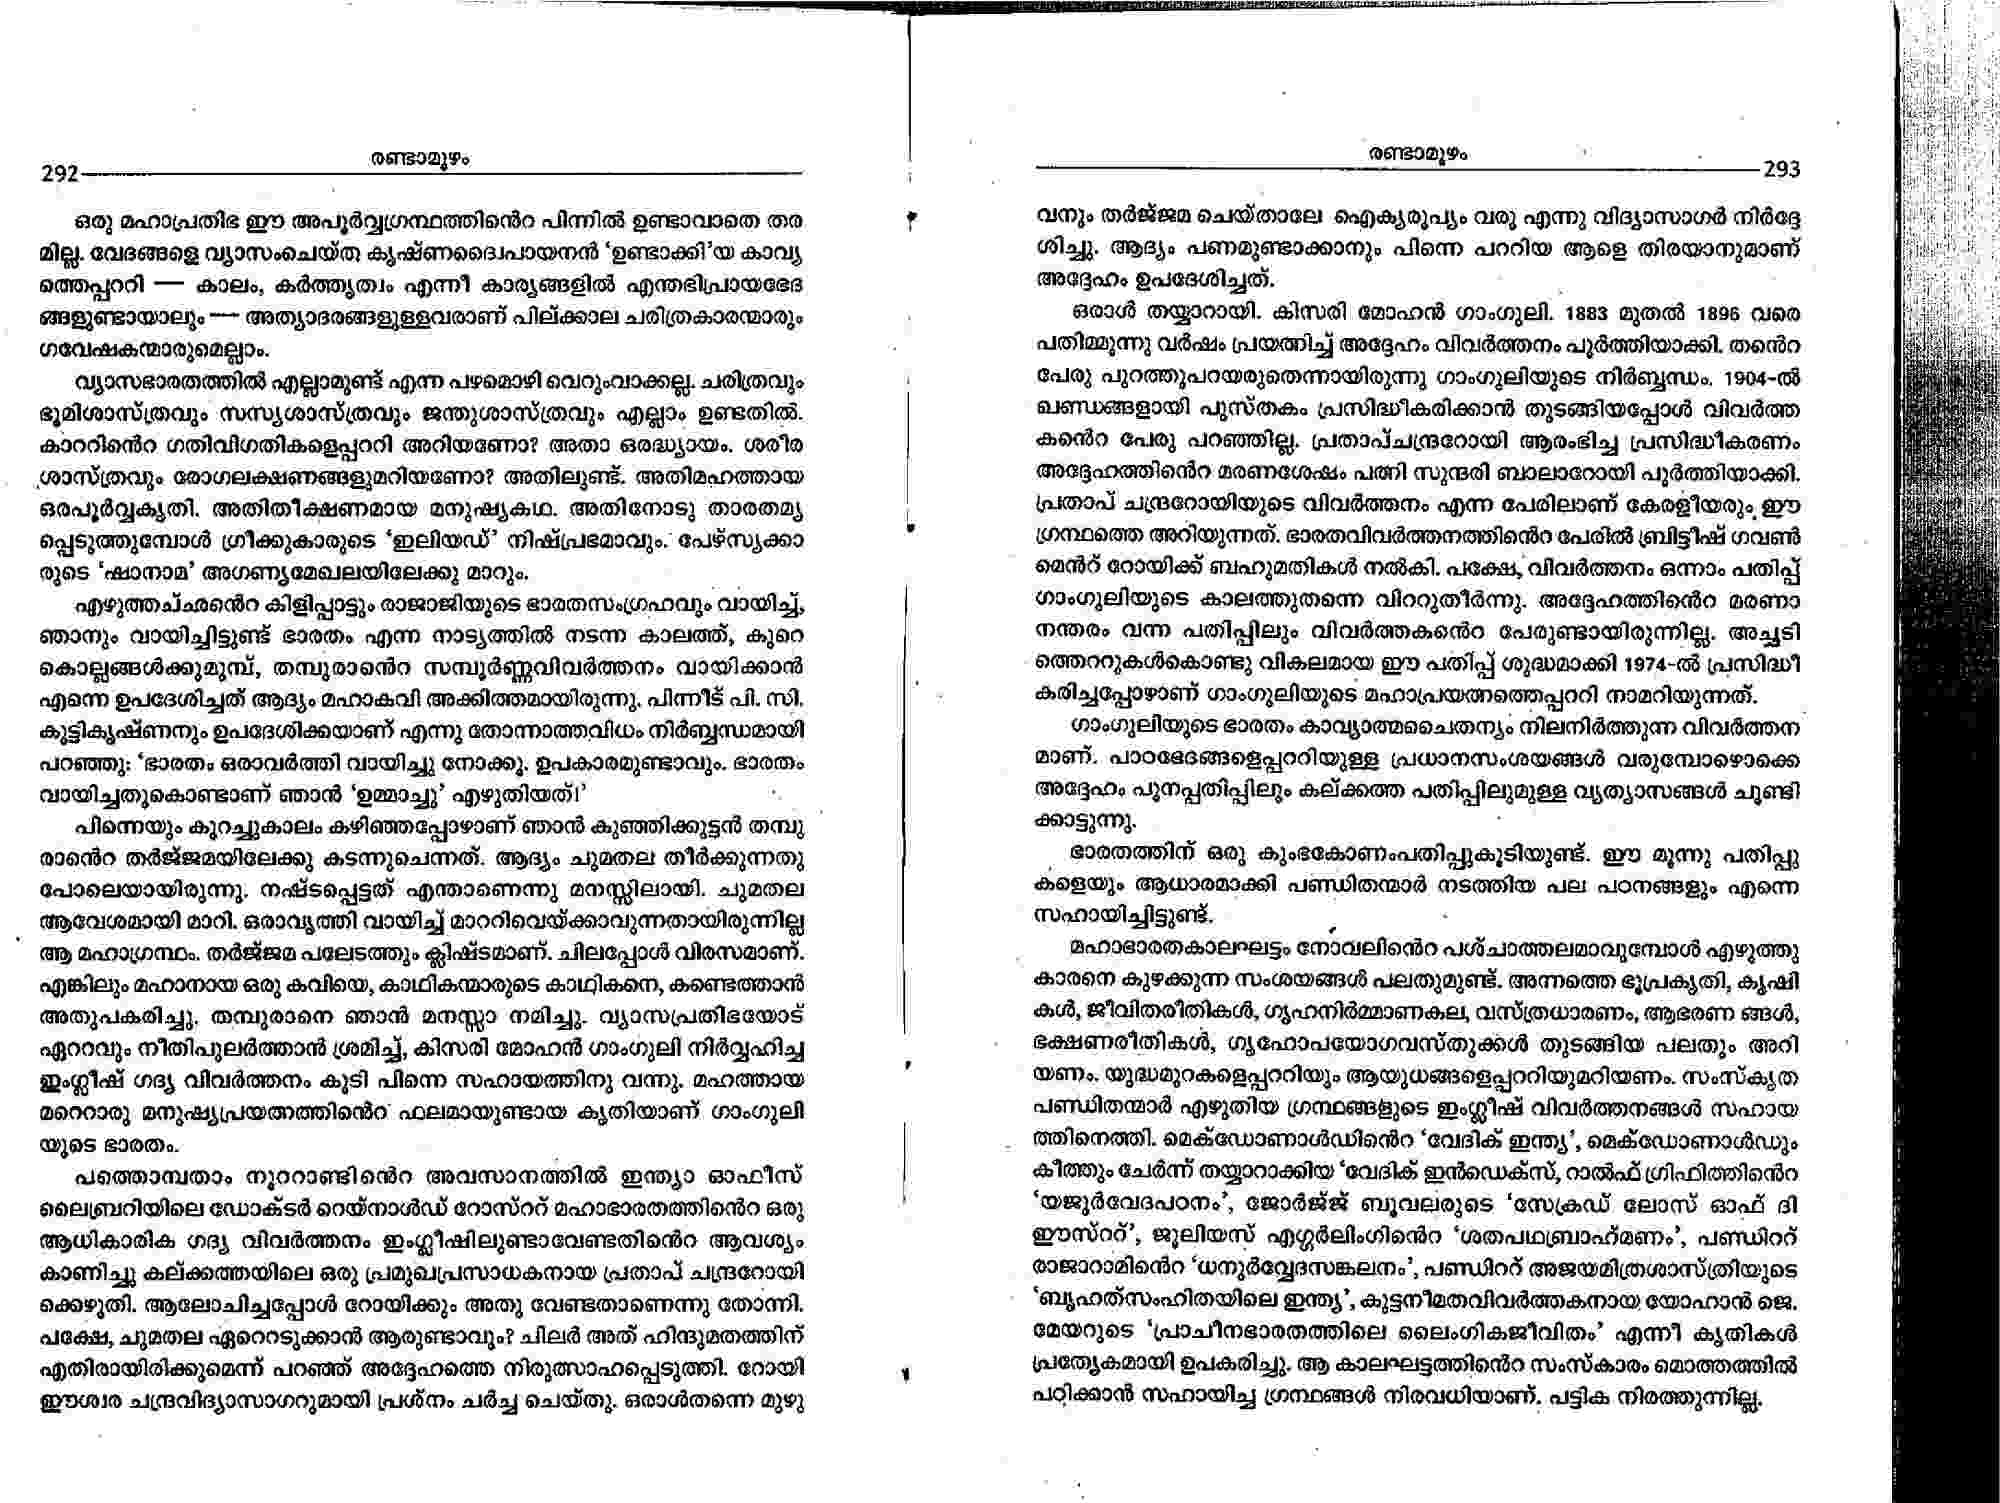 രണ്ടാമൂഴം
292
ഒരു മഹാപ്രതിഭ ഈ അപൂർവ്വഗ്രന്ഥത്തിൻെറ പിന്നിൽ ഉണ്ടാവാതെ തര
മില്ല. വേദങ്ങളെ വ്യാസംചെയ്ത കൃഷ്ണദ്വൈപായനൻ ‘ഉണ്ടാക്കി’യ കാവ്യ
ത്തെപ്പററി — കാലം, കർത്തൃത്വം എന്നീ കാര്യങ്ങളിൽ എന്തഭിപ്രായഭേദ
ങ്ങളുണ്ടായാലും — അത്യാദരങ്ങളുള്ളവരാണ് പില്ക്കാല ചരിത്രകാരന്മാരും
ഗവേഷകന്മാരുമെല്ലാം.
വ്യാസഭാരതത്തിൽ എല്ലാമുണ്ട് എന്ന പഴമൊഴി വെറുംവാക്കല്ല. ചരിത്രവും
ഭൂമിശാസ്ത്രവും സസ്യശാസ്ത്രവും ജന്തുശാസ്ത്രവും എല്ലാം ഉണ്ടതിൽ.
കാററിൻെറ ഗതിവിഗതികളെപ്പററി അറിയണോ? അതാ ഒരദ്ധ്യായം. ശരീര
ശാസ്ത്രവും രോഗലക്ഷണങ്ങളുമറിയണോ? അതിലുണ്ട്. അതിമഹത്തായ
ഒരപൂർവ്വകൃതി. അതിതീക്ഷണമായ മനുഷ്യകഥ. അതിനോടു താരതമ്യ
പ്പെടുത്തുമ്പോൾ ഗ്രീക്കുകാരുടെ ‘ഇലിയഡ്’ നിഷ്പ്രഭമാവും. പേഴ്സ്യക്കാ
രുടെ ‘ഷാനാമ’ അഗണ്യമേഖലയിലേക്കു മാറും.
എഴുത്തച്ഛൻെറ കിളിപ്പാട്ടും രാജാജിയുടെ ഭാരതസംഗ്രഹവും വായിച്ച്,
ഞാനും വായിച്ചിട്ടുണ്ട് ഭാരതം എന്ന നാട്യത്തിൽ നടന്ന കാലത്ത്, കുറെ
കൊല്ലങ്ങൾക്കുമുമ്പ്, തമ്പുരാൻെറ സമ്പൂർണ്ണവിവർത്തനം വായിക്കാൻ
എന്നെ ഉപദേശിച്ചത് ആദ്യം മഹാകവി അക്കിത്തമായിരുന്നു. പിന്നീട് പി. സി.
കുട്ടികൃഷ്ണനും ഉപദേശിക്കയാണ് എന്നു തോന്നാത്തവിധം നിർബ്ബന്ധമായി
പറഞ്ഞു: ‘ഭാരതം ഒരാവർത്തി വായിച്ചു നോക്കൂ. ഉപകാരമുണ്ടാവും. ഭാരതം
വായിച്ചതുകൊണ്ടാണ് ഞാൻ ‘ഉമ്മാച്ചു’ എഴുതിയത്!’
പിന്നെയും കുറച്ചുകാലം കഴിഞ്ഞപ്പോഴാണ് ഞാൻ കുഞ്ഞിക്കുട്ടൻ തമ്പു
രാൻെറ തർജ്ജമയിലേക്കു കടന്നുചെന്നത്. ആദ്യം ചുമതല തീർക്കുന്നതു
പോലെയായിരുന്നു. നഷ്ടപ്പെട്ടത് എന്താണെന്നു മനസ്സിലായി. ചുമതല
ആവേശമായി മാറി. ഒരാവൃത്തി വായിച്ച് മാററിവെയ്ക്കാവുന്നതായിരുന്നില്ല
ആ മഹാഗ്രന്ഥം. തർജ്ജമ പലേടത്തും ക്ലിഷ്ടമാണ്. ചിലപ്പോൾ വിരസമാണ്.
എങ്കിലും മഹാനായ ഒരു കവിയെ, കാഥികന്മാരുടെ കാഥികനെ, കണ്ടെത്താൻ
അതുപകരിച്ചു. തമ്പുരാനെ ഞാൻ മനസ്സാ നമിച്ചു. വ്യാസപ്രതിഭയോട്
ഏററവും നീതിപുലർത്താൻ ശ്രമിച്ച്, കിസരി മോഹൻ ഗാംഗുലി നിർവ്വഹിച്ച
ഇംഗ്ലീഷ് ഗദ്യ വിവർത്തനം കൂടി പിന്നെ സഹായത്തിനു വന്നു. മഹത്തായ
മറെറാരു മനുഷ്യപ്രയത്നത്തിൻെറ ഫലമായുണ്ടായ കൃതിയാണ് ഗാംഗുലി
യുടെ ഭാരതം.
പത്തൊമ്പതാം നൂററാണ്ടിൻെറ അവസാനത്തിൽ ഇന്ത്യാ ഓഫീസ്
ലൈബ്രറിയിലെ ഡോക്ടർ റെയ്നാൾഡ് റോസ്ററ് മഹാഭാരതത്തിൻെറ ഒരു
ആധികാരിക ഗദ്യ വിവർത്തനം ഇംഗ്ലീഷിലുണ്ടാവേണ്ടതിൻെറ ആവശ്യം
കാണിച്ചു കല്ക്കത്തയിലെ ഒരു പ്രമുഖപ്രസാധകനായ പ്രതാപ് ചന്ദ്രറോയി
ക്കെഴുതി. ആലോചിച്ചപ്പോൾ റോയിക്കും അതു വേണ്ടതാണെന്നു തോന്നി.
പക്ഷേ, ചുമതല ഏറെറടുക്കാൻ ആരുണ്ടാവും? ചിലർ അത് ഹിന്ദുമതത്തിന്
എതിരായിരിക്കുമെന്ന് പറഞ്ഞ് അദ്ദേഹത്തെ നിരുത്സാഹപ്പെടുത്തി. റോയി
ഈശ്വര ചന്ദ്രവിദ്യാസാഗറുമായി പ്രശ്നം ചർച്ച ചെയ്തു. ഒരാൾതന്നെ മുഴു
രണ്ടാമൂഴം
293
വനും തർജ്ജമ ചെയ്താലേ ഐക്യരൂപ്യം വരൂ എന്നു വിദ്യാസാഗർ നിർദ്ദേ
ശിച്ചു. ആദ്യം പണമുണ്ടാക്കാനും പിന്നെ പററിയ ആളെ തിരയാനുമാണ്
അദ്ദേഹം ഉപദേശിച്ചത്.
ഒരാൾ തയ്യാറായി. കിസരി മോഹൻ ഗാംഗുലി. 1883 മുതൽ 1896 വരെ
പതിമ്മൂന്നു വർഷം പ്രയത്നിച്ച് അദ്ദേഹം വിവർത്തനം പൂർത്തിയാക്കി. തൻെറ
പേരു പുറത്തുപറയരുതെന്നായിരുന്നു ഗാംഗുലിയുടെ നിർബ്ബന്ധം. 1904-ൽ
ഖണ്ഡങ്ങളായി പുസ്തകം പ്രസിദ്ധീകരിക്കാൻ തുടങ്ങിയപ്പോൾ വിവർത്ത
കൻെറ പേരു പറഞ്ഞില്ല. പ്രതാപ്ചന്ദ്രറോയി ആരംഭിച്ച പ്രസിദ്ധീകരണം
അദ്ദേഹത്തിൻെറ മരണശേഷം പത്നി സുന്ദരി ബാലാറോയി പൂർത്തിയാക്കി.
പ്രതാപ് ചന്ദ്രറോയിയുടെ വിവർത്തനം എന്ന പേരിലാണ് കേരളീയരും ഈ
ഗ്രന്ഥത്തെ അറിയുന്നത്. ഭാരതവിവർത്തനത്തിൻെറ പേരിൽ ബ്രിട്ടീഷ് ഗവൺ
മെൻറ് റോയിക്ക് ബഹുമതികൾ നൽകി. പക്ഷേ, വിവർത്തനം ഒന്നാം പതിപ്പ്
ഗാംഗുലിയുടെ കാലത്തുതന്നെ വിററുതീർന്നു. അദ്ദേഹത്തിൻെറ മരണാ
നന്തരം വന്ന പതിപ്പിലും വിവർത്തകൻെറ പേരുണ്ടായിരുന്നില്ല. അച്ചടി
ത്തെററുകൾകൊണ്ടു വികലമായ ഈ പതിപ്പ് ശുദ്ധമാക്കി 1974-ൽ പ്രസിദ്ധീ
കരിച്ചപ്പോഴാണ് ഗാംഗുലിയുടെ മഹാപ്രയത്നത്തെപ്പററി നാമറിയുന്നത്.
ഗാംഗുലിയുടെ ഭാരതം കാവ്യാത്മചൈതന്യം നിലനിർത്തുന്ന വിവർത്തന
മാണ്. പാഠഭേദങ്ങളെപ്പററിയുള്ള പ്രധാനസംശയങ്ങൾ വരുമ്പോഴൊക്കെ
അദ്ദേഹം പൂനപ്പതിപ്പിലും കല്ക്കത്ത പതിപ്പിലുമുള്ള വ്യത്യാസങ്ങൾ ചൂണ്ടി
ക്കാട്ടുന്നു.
ഭാരതത്തിന് ഒരു കുംഭകോണംപതിപ്പുകൂടിയുണ്ട്. ഈ മൂന്നു പതിപ്പു
കളെയും ആധാരമാക്കി പണ്ഡിതന്മാർ നടത്തിയ പല പഠനങ്ങളും എന്നെ
സഹായിച്ചിട്ടുണ്ട്.
മഹാഭാരതകാലഘട്ടം നോവലിൻെറ പശ്ചാത്തലമാവുമ്പോൾ എഴുത്തു
കാരനെ കുഴക്കുന്ന സംശയങ്ങൾ പലതുമുണ്ട്. അന്നത്തെ ഭൂപ്രകൃതി, കൃഷി
കൾ, ജീവിതരീതികൾ, ഗൃഹനിർമ്മാണകല, വസ്ത്രധാരണം, ആഭരണ ങ്ങൾ,
ഭക്ഷണരീതികൾ, ഗൃഹോപയോഗവസ്തുക്കൾ തുടങ്ങിയ പലതും അറി
യണം. യുദ്ധമുറകളെപ്പററിയും ആയുധങ്ങളെപ്പററിയുമറിയണം. സംസ്കൃത
പണ്ഡിതന്മാർ എഴുതിയ ഗ്രന്ഥങ്ങളുടെ ഇംഗ്ലീഷ് വിവർത്തനങ്ങൾ സഹായ
ത്തിനെത്തി. മെക്ഡോണാൾഡിൻെറ ‘വേദിക് ഇന്ത്യ’, മെക്ഡോണാൾഡും
കീത്തും ചേർന്ന് തയ്യാറാക്കിയ ‘വേദിക് ഇൻഡെക്സ്, റാൽഫ് ഗ്രിഫിത്തിൻെറ
‘യജുർവേദപഠനം’, ജോർജ്ജ് ബൂവലരുടെ ‘സേക്രഡ് ലോസ് ഓഫ് ദി
ഈസ്ററ്’, ജൂലിയസ് എഗ്ഗർലിംഗിൻെറ ‘ശതപഥബ്രാഹ്മണം’, പണ്ഡിററ്
രാജാറാമിൻെറ ‘ധനുർവ്വേദസങ്കലനം’, പണ്ഡിററ് അജയമിത്രശാസ്ത്രിയുടെ
‘ബൃഹത്സംഹിതയിലെ ഇന്ത്യ’, കുട്ടനീമതവിവർത്തകനായ യോഹാൻ ജെ.
മേയറുടെ ‘പ്രാചീനഭാരതത്തിലെ ലൈംഗികജീവിതം’ എന്നീ കൃതികൾ
പ്രത്യേകമായി ഉപകരിച്ചു. ആ കാലഘട്ടത്തിൻെറ സംസ്കാരം മൊത്തത്തിൽ
പഠിക്കാൻ സഹായിച്ച ഗ്രന്ഥങ്ങൾ നിരവധിയാണ്. പട്ടിക നിരത്തുന്നില്ല.